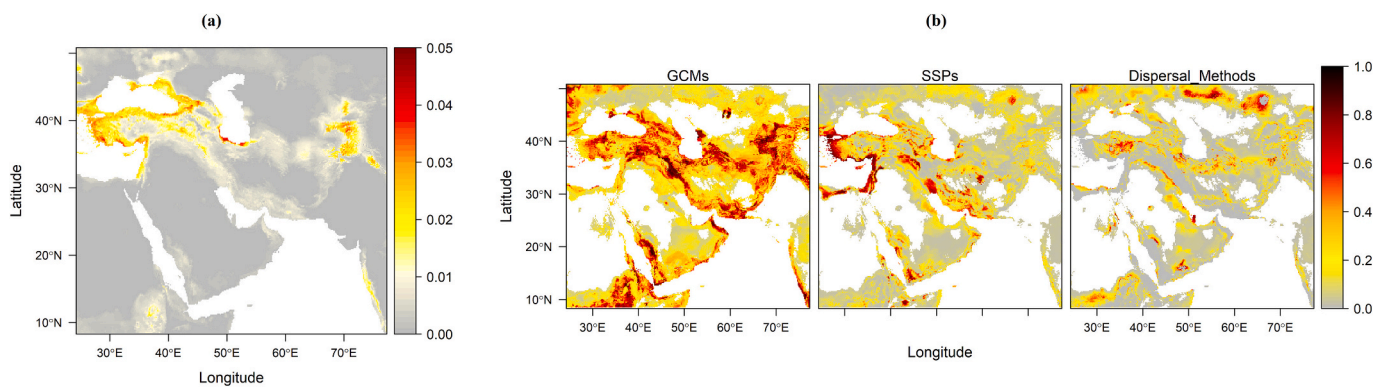 (a)
(b)
GCMs
SSPs
Dispersal_Methods
0.05
0.04
0.03
0.02
0.01
0.00
40°N
30°N
20°N
10°N
Latitude
30°E 40°E 50°E 60°E 70°E
Longitude
40°N
30°N
20°N
10°N
Latitude
30°E 40°E 50°E 60°E 70°E
30°E 40°E 50°E 60°E 70°E
Longitude
1.0
0.8
0.6
0.4
0.2
0.0